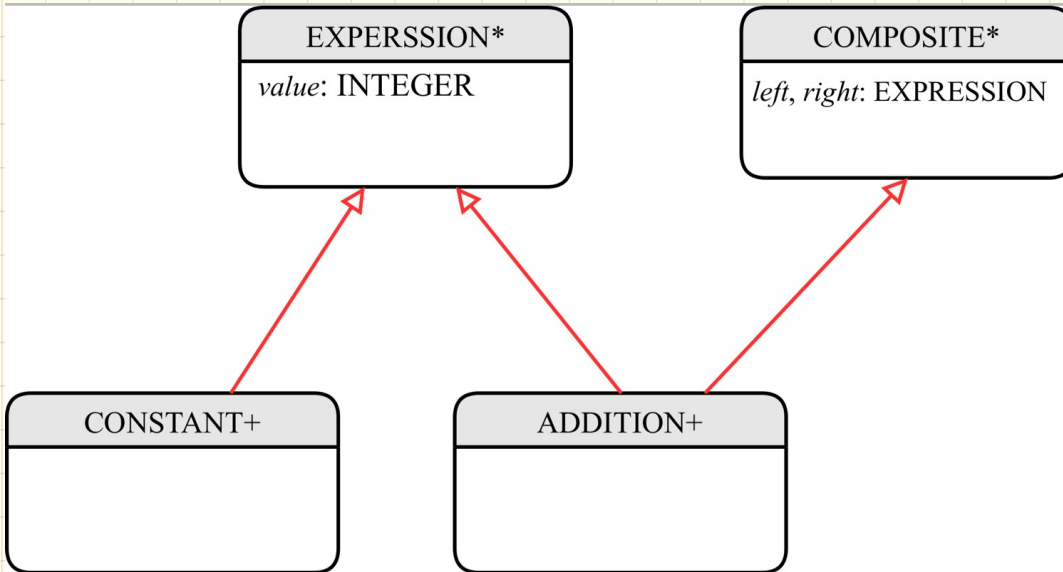 EXPERSSION*
value: INTEGER
COMPOSITE*
left, right: EXPRESSION
CONSTANT+
ADDITION+